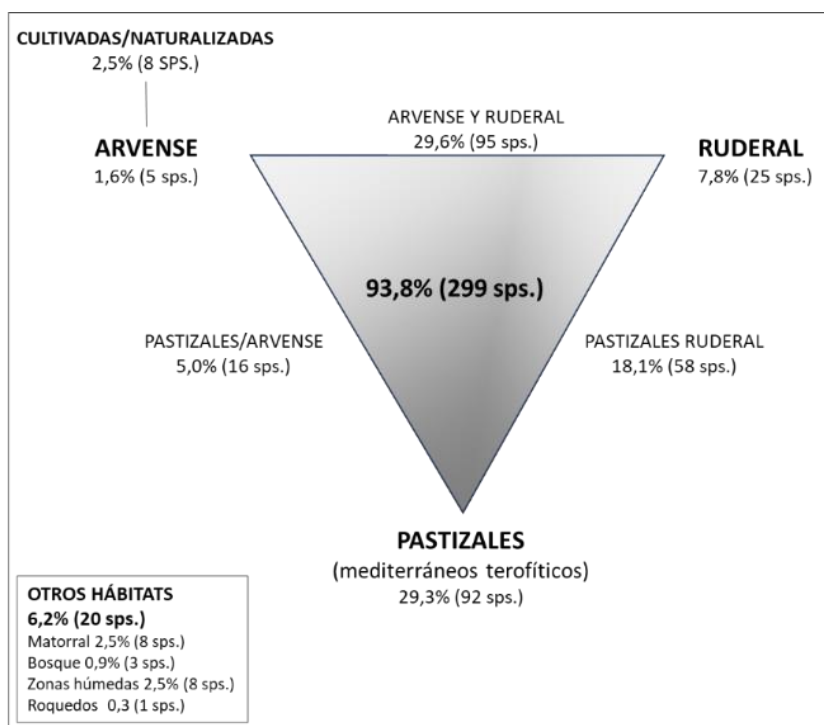 CULTIVADAS/NATURALIZADAS
2,5% (8 SPS.)
ARVENSE
1,6% (5 sps.)
ARVENSE Y RUDERAL
29,6% (95 sps.)
RUDERAL
7,8% (25 sps.)
93,8% (299 sps.)
PASTIZALES/ARVENSE
5,0% (16 sps.)
PASTIZALES RUDERAL
18,1% (58 sps.)
PASTIZALES
(mediterráneos terofíticos)
29,3% (92 sps.)
OTROS HÁBITATS
6,2% (20 sps.)
Matorral 2,5% (8 sps.)
Bosque 0,9% (3 sps.)
Zonas húmedas 2,5% (8 sps.)
Roquedos 0,3 (1 sps.)